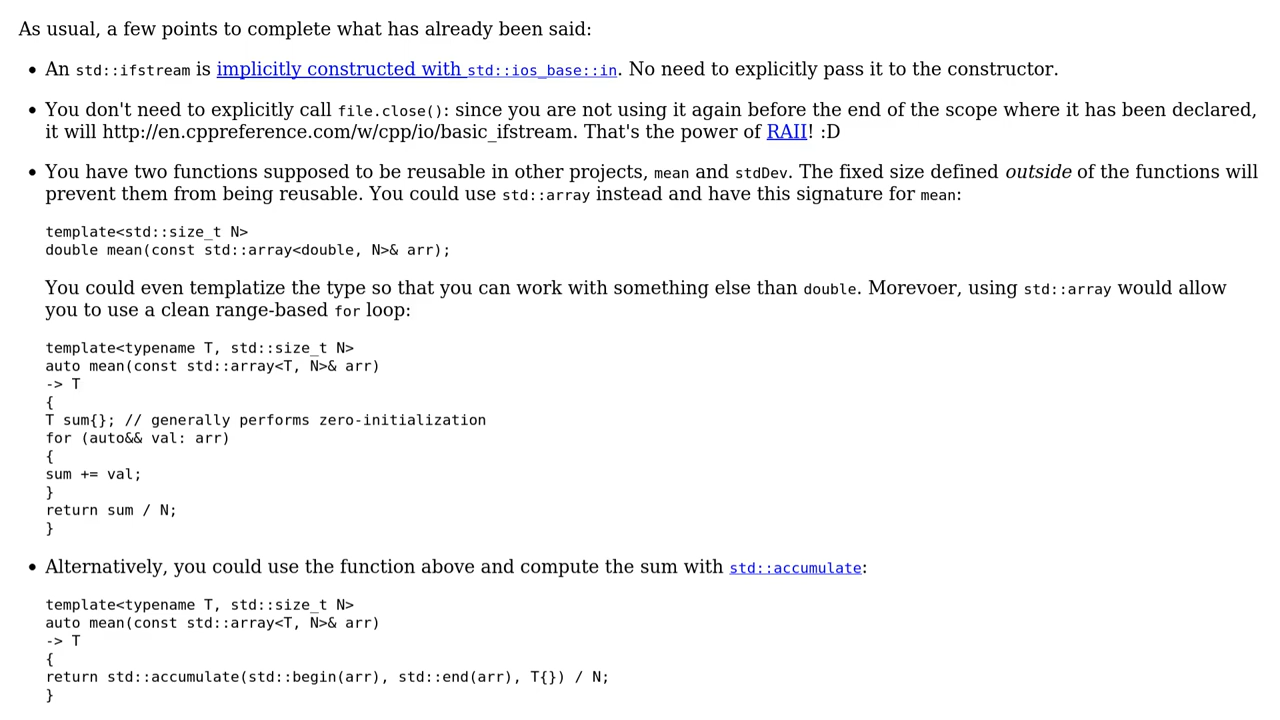 As usual, a few points to complete what has already been said:
• An std::ifstream is implicitly constructed with std::ios_base::in. No need to explicitly pass it to the constructor.
• You don't need to explicitly call file.close(): since you are not using it again before the end of the scope where it has been declared,
it will http://en.cppreference.com/w/cpp/io/basic_ifstream. That's the power of RAII! :D
• You have two functions supposed to be reusable in other projects, mean and stdDev. The fixed size defined outside of the functions will
prevent them from being reusable. You could use std::array instead and have this signature for mean:
template<std::size_t N>
double mean(const std::array<double, N>& arr);
You could even templatize the type so that you can work with something else than double. Morevoer, using std::array would allow
you to use a clean range-based for loop:
template<typename T, std::size_t N>
auto mean(const std::array<T, N>& arr)
-> T
{
T sum{}; // generally performs zero-initialization
for (auto&& val: arr)
{
sum += val;
}
return sum / N;
}
• Alternatively, you could use the function above and compute the sum with std::accumulate:
template<typename T, std::size_t N>
auto mean(const std::array<T, N>& arr)
-> T
{
return std::accumulate(std::begin(arr), std::end(arr), T{}) / N;
}